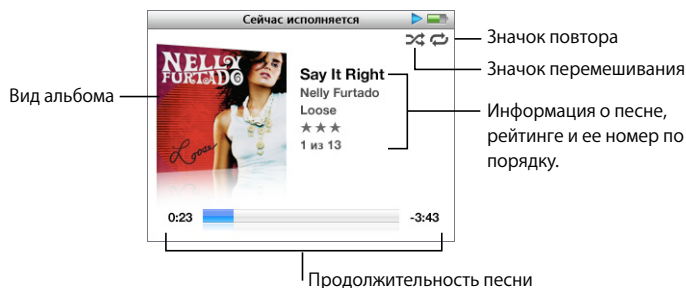 Сейчас исполняется
NELLY
FURTADO
Loose
Say It Right
Nelly Furtado
Loose
★★★
1 из 13
0:23
-3:43
Вид альбома
Значок повтора
Значок перемешивания
Информация о песне,
рейтинге и ее номер по
порядку.
Продолжительность песни